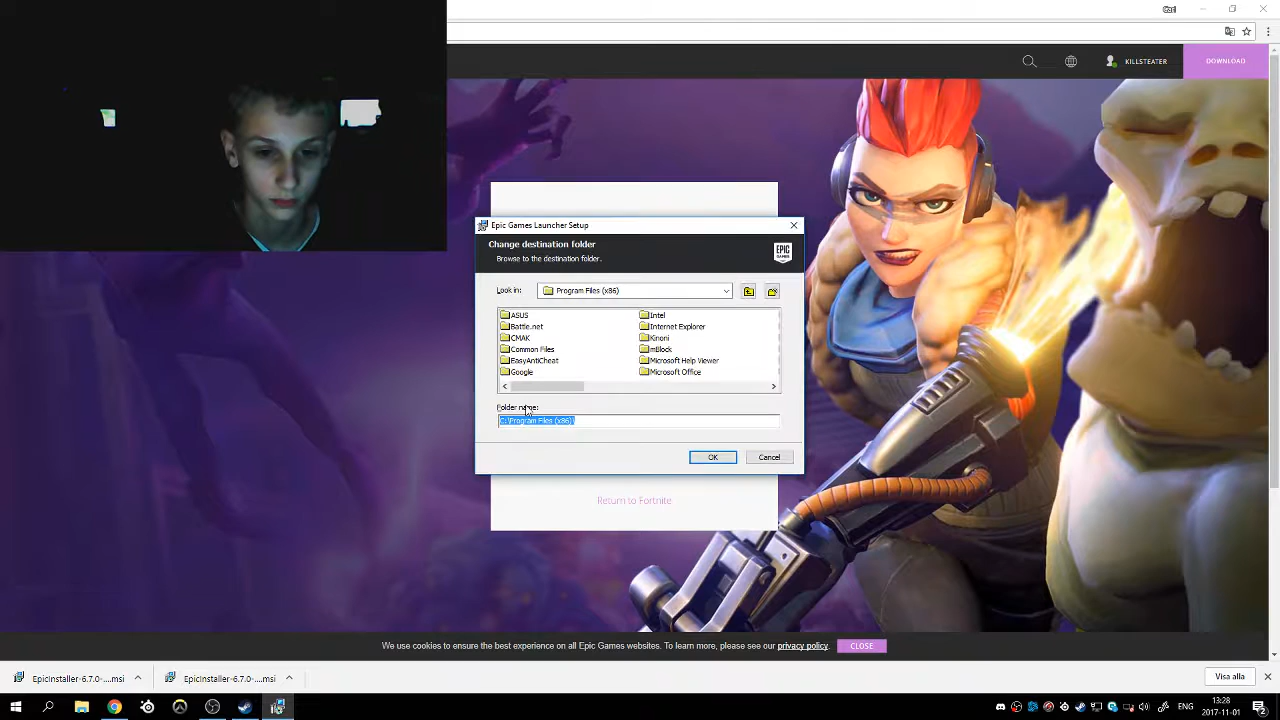 Ctrl
KILLSTEATER
DOWNLOAD
Epic Games Launcher Setup
Change destination folder
Browse to the destination folder.
EPIC GAMES
Look in:
Program Files (x86)
ASUS
Intel
Battle.net
Internet Explorer
CMAK
Kinoni
Common Files
mBlock
EasyAntiCheat
Microsoft Help Viewer
Google
Microsoft Office
Folder name:
C:\Program Files (x86)\
OK
Cancel
Return to Fortnite
We use cookies to ensure the best experience on all Epic Games websites. To learn more, please see our privacy policy.
CLOSE
EpicInstaller-6.7.0-....msi
EpicInstaller-6.7.0-....msi
Visa alla
13:28
2017-11-01
2